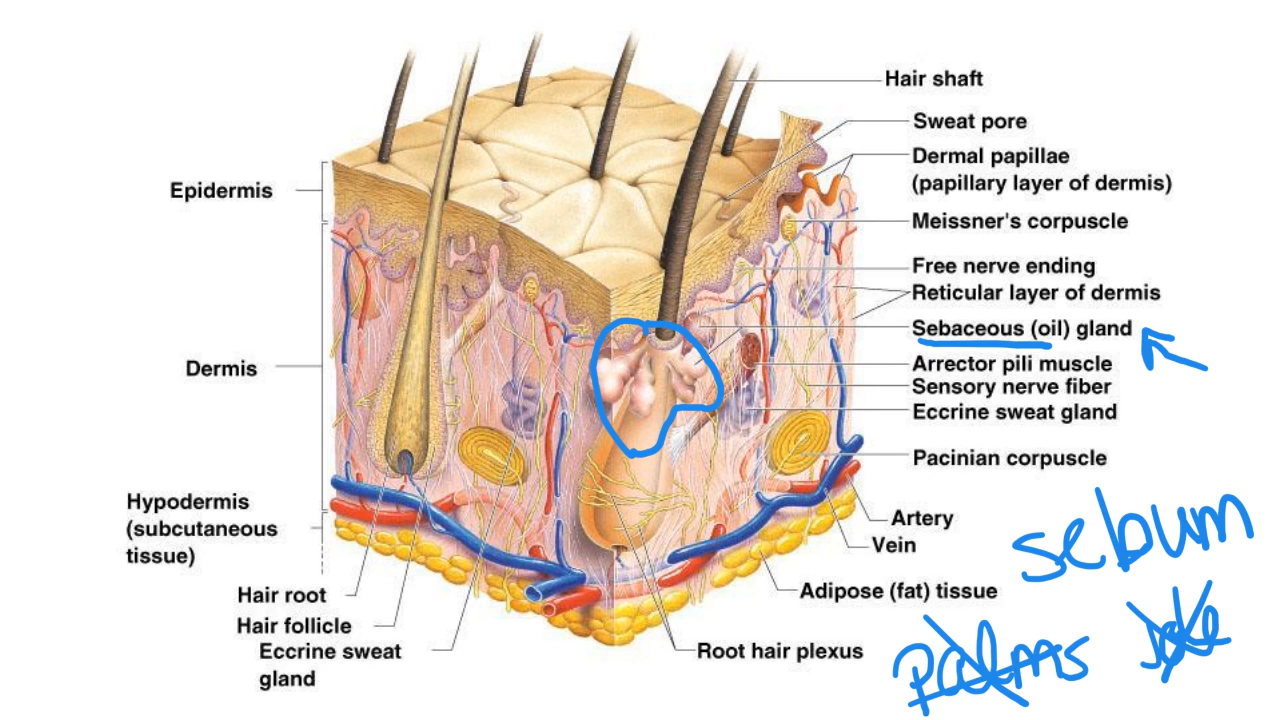 Hair shaft
Sweat pore
Dermal papillae
(papillary layer of dermis)
Epidermis
Meissner's corpuscle
Free nerve ending
Reticular layer of dermis
Sebaceous (oil) gland
Dermis
Arrector pili muscle
Sensory nerve fiber
Eccrine sweat gland
Pacinian corpuscle
Hypodermis
(subcutaneous
tissue)
Artery
sebum
Vein
Adipose (fat) tissue
Hair root
Hair follicle
Eccrine sweat
gland
Root hair plexus
palms